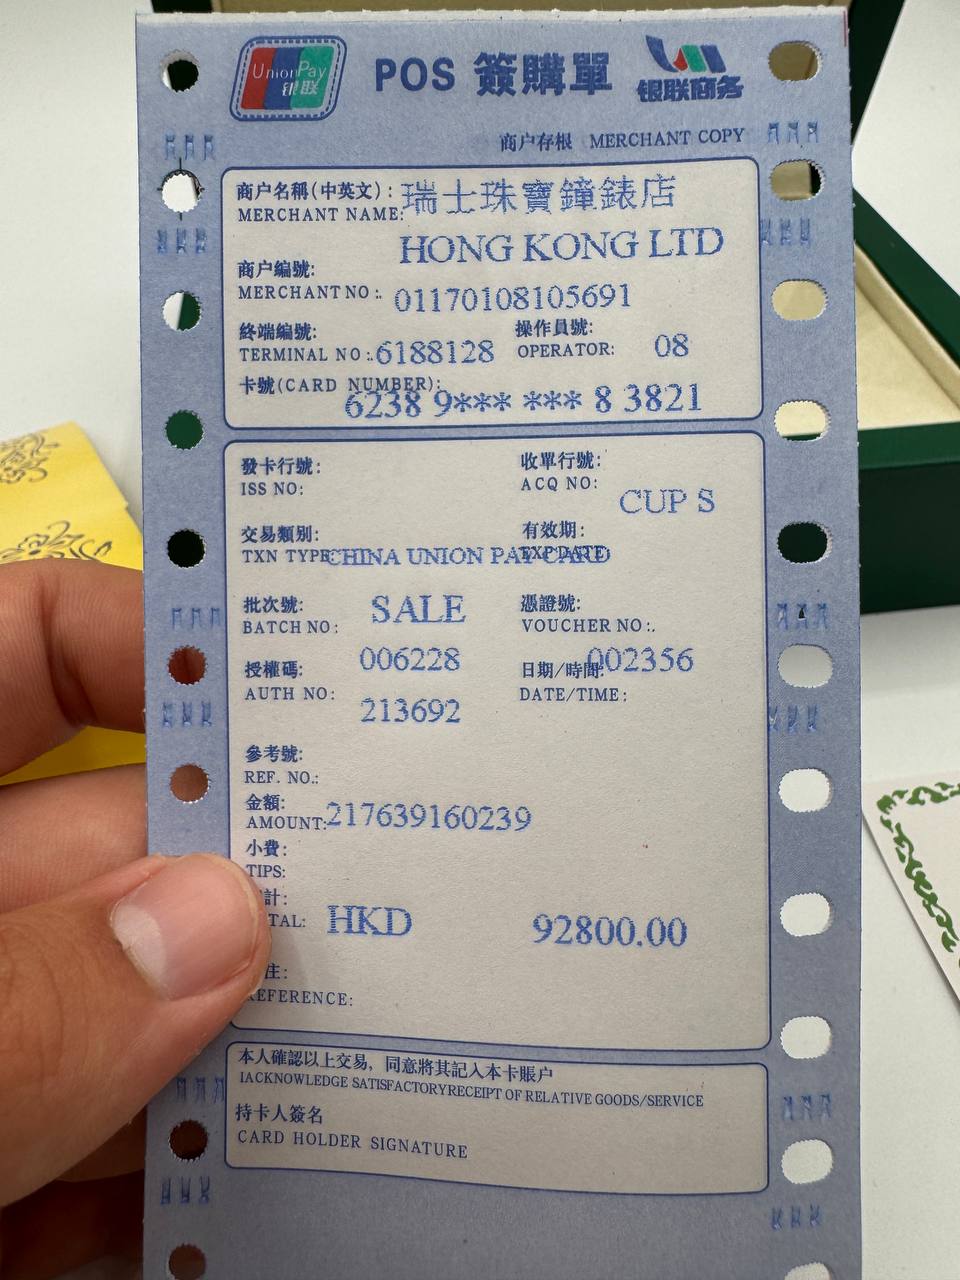 UnionPay
银联
POS 簽購單
银联商务
商户存根 MERCHANT COPY
商户名稱(中英文): 瑞士珠寶鐘錶店
MERCHANT NAME:
HONG KONG LTD
商户編號:
MERCHANT NO:. 01170108105691
終端編號: 操作員號:
TERMINAL NO:. 6188128 OPERATOR: 08
卡號(CARD NUMBER):
6238 9*** *** 8 3821
發卡行號: 收單行號:
ISS NO: ACQ NO:
CUP S
交易類別: 有效期:
TXN TYPE: CHINA UNION PAY CARD EXP DATE:
批次號: SALE 憑證號:
BATCH NO: VOUCHER NO:.
授權碼: 006228 日期/時間: 002356
AUTH NO: DATE/TIME:
213692
參考號:
REF. NO.:
金額:
AMOUNT: 217639160239
小費:
TIPS:
計:
TAL: HKD 92800.00
注:
REFERENCE:
本人確認以上交易, 同意將其記入本卡賬户
IACKNOWLEDGE SATISFACTORYRECEIPT OF RELATIVE GOODS/SERVICE
持卡人簽名
CARD HOLDER SIGNATURE